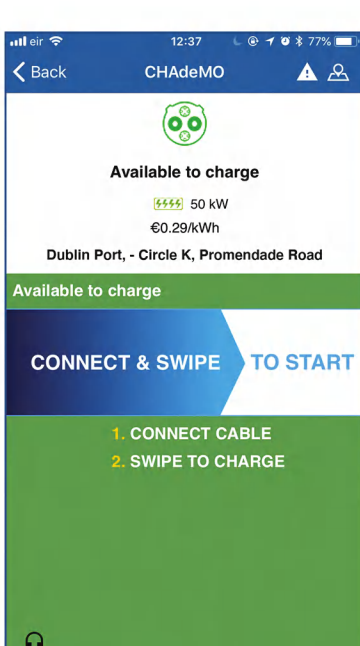 eir 12:37 77%
Back CHAdeMO
Available to charge
50 kW
€0.29/kWh
Dublin Port, - Circle K, Promendade Road
Available to charge
CONNECT & SWIPE TO START
1. CONNECT CABLE
2. SWIPE TO CHARGE